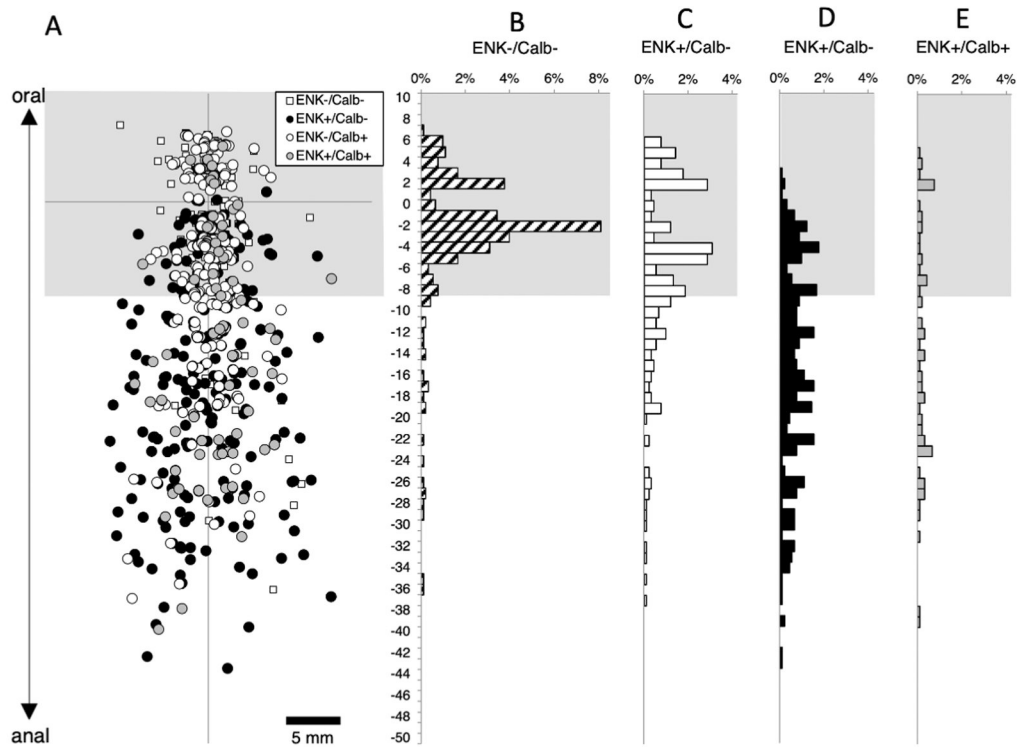 A
B
C
D
E
ENK-/Calb-
ENK+/Calb-
ENK+/Calb-
ENK+/Calb+
0% 2% 4% 6% 8%
0% 2% 4%
0% 2% 4%
0% 2% 4%
oral
ENK-/Calb-
ENK+/Calb-
ENK-/Calb+
ENK+/Calb+
10
8
6
4
2
0
-2
-4
-6
-8
-10
-12
-14
-16
-18
-20
-22
-24
-26
-28
-30
-32
-34
-36
-38
-40
-42
-44
-46
-48
-50
anal
5 mm